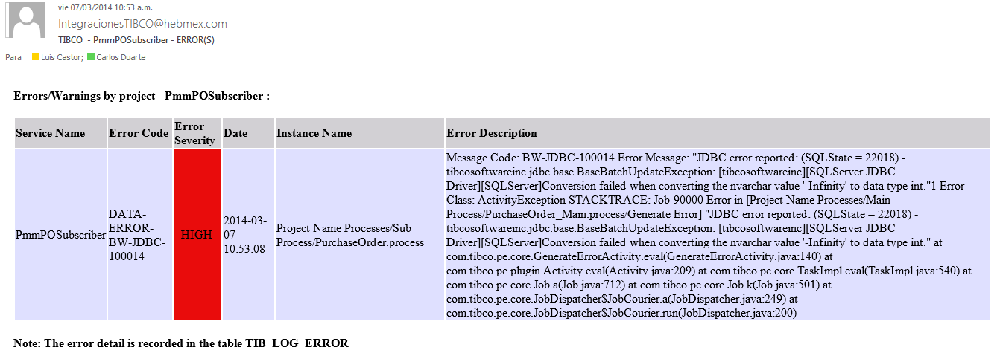 vie 07/03/2014 10:53 a.m.
IntegracionesTIBCO@hebmex.com
TIBCO - PmmPOSubscriber - ERROR(S)
Para Luis Castor; Carlos Duarte
Errors/Warnings by project - PmmPOSubscriber :
Service Name
Error Code
Error
Severity
Date
Instance Name
Error Description
PmmPOSubscriber
DATA-
ERROR-
BW-JDBC-
100014
HIGH
2014-03-
07
10:53:08
Project Name Processes/Sub
Process/PurchaseOrder.process
Message Code: BW-JDBC-100014 Error Message: "JDBC error reported: (SQLState = 22018) -
tibcosoftwareinc.jdbc.base.BaseBatchUpdateException: [tibcosoftwareinc][SQLServer JDBC
Driver][SQLServer]Conversion failed when converting the nvarchar value '-Infinity' to data type int."1 Error
Class: ActivityException STACKTRACE: Job-90000 Error in [Project Name Processes/Main
Process/PurchaseOrder_Main.process/Generate Error] "JDBC error reported: (SQLState = 22018) -
tibcosoftwareinc.jdbc.base.BaseBatchUpdateException: [tibcosoftwareinc][SQLServer JDBC
Driver][SQLServer]Conversion failed when converting the nvarchar value '-Infinity' to data type int." at
com.tibco.pe.core.GenerateErrorActivity.eval(GenerateErrorActivity.java:140) at
com.tibco.pe.plugin.Activity.eval(Activity.java:209) at com.tibco.pe.core.TaskImpl.eval(TaskImpl.java:540) at
com.tibco.pe.core.Job.a(Job.java:712) at com.tibco.pe.core.Job.k(Job.java:501) at
com.tibco.pe.core.JobDispatcher$JobCourier.a(JobDispatcher.java:249) at
com.tibco.pe.core.JobDispatcher$JobCourier.run(JobDispatcher.java:200)
Note: The error detail is recorded in the table TIB_LOG_ERROR